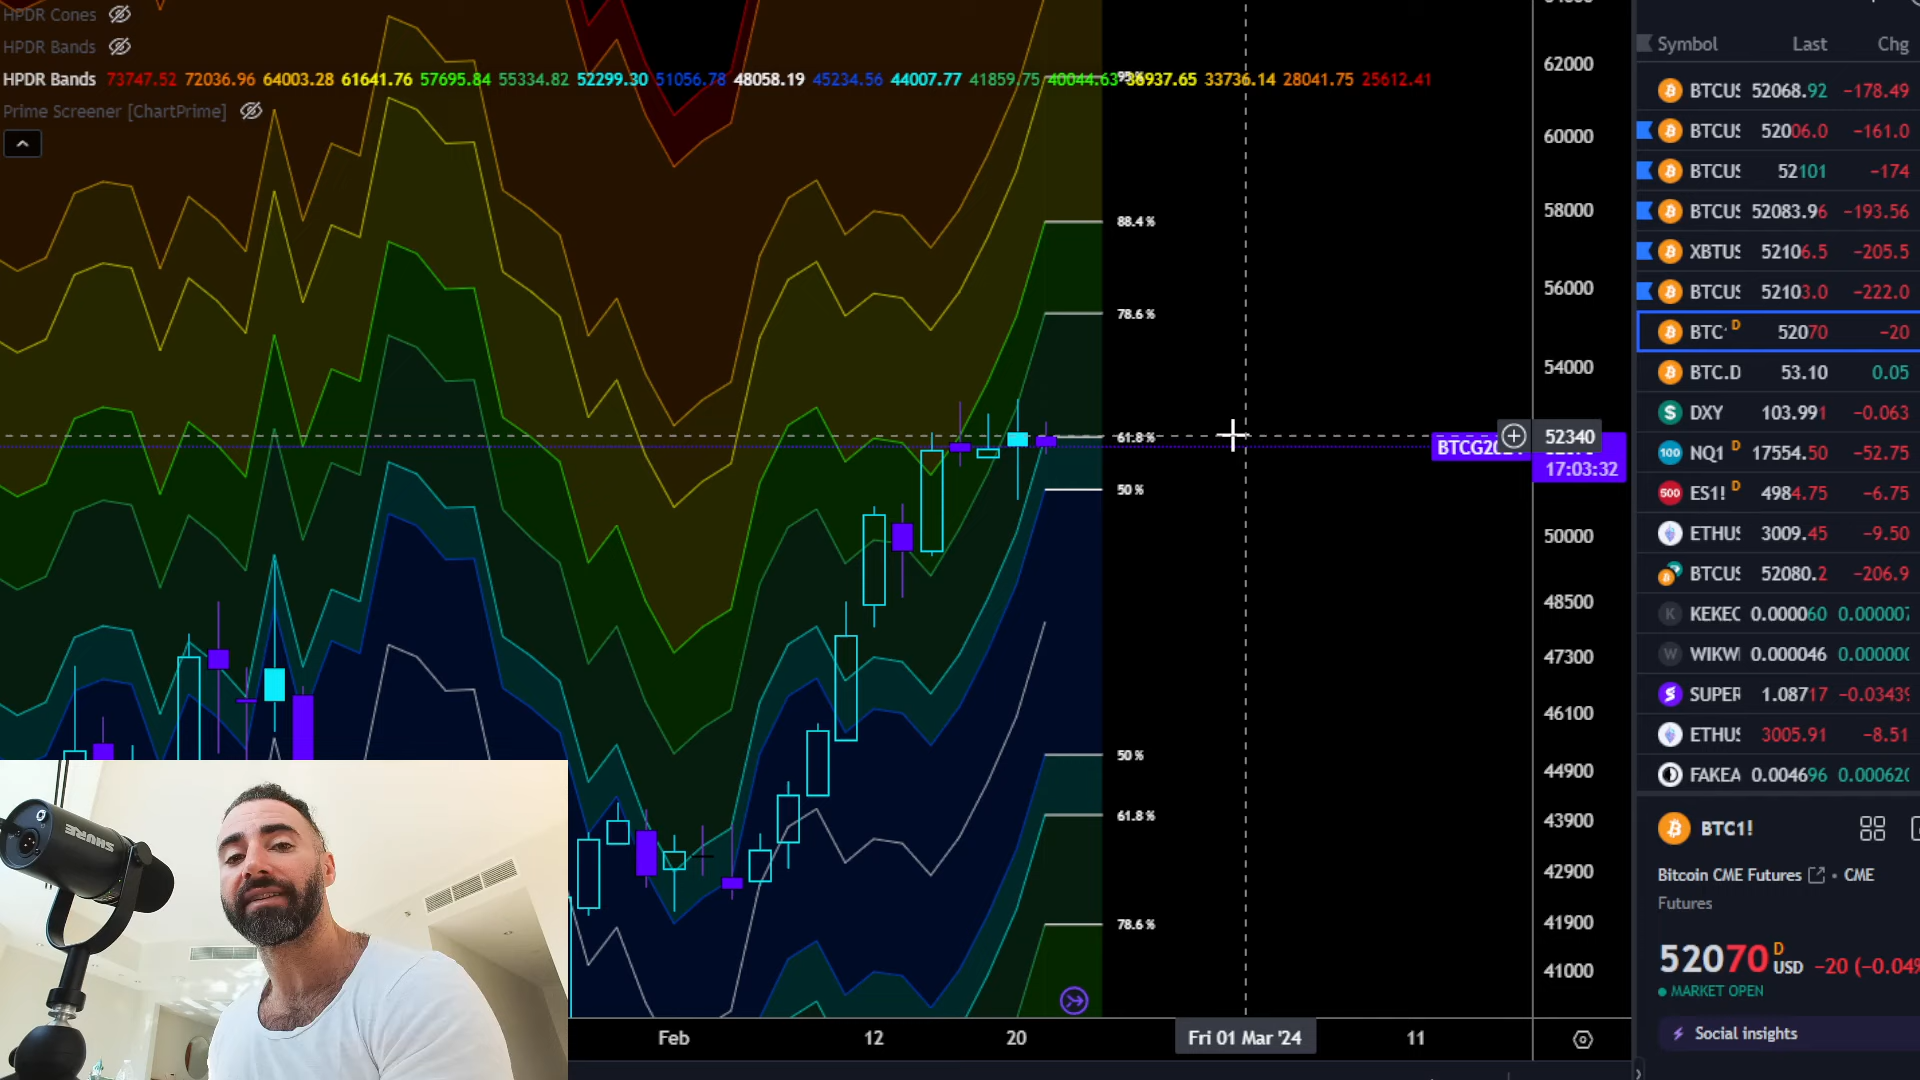 HPDR Cones
HPDR Bands
HPDR Bands 73747.52 72036.96 64003.28 61641.76 57695.84 55334.82 52299.30 51056.78 48058.19 45234.56 44007.77 41859.75 40044.63 36937.65 33736.14 28041.75 25612.41
Prime Screener [ChartPrime]
88.4%
78.6%
61.8%
50%
50%
61.8%
78.6%
62000
60000
58000
56000
54000
52340
17:03:32
50000
48500
47300
46100
44900
43900
42900
41900
41000
Feb 12 20 Fri 01 Mar '24 11
Symbol Last Chg
BTCUS 52068.92 −178.49
BTCUS 52006.0 −161.0
BTCUS 52101 −174
BTCUS 52083.96 −193.56
XBTUS 52106.5 −205.5
BTCUS 52103.0 −222.0
BTC D 52070 −20
BTC.D 53.10 0.05
DXY 103.991 −0.063
100 NQ1 D 17554.50 −52.75
500 ES1! D 4984.75 −6.75
ETHUS 3009.45 −9.50
BTCUS 52080.2 −206.9
K KEKEC 0.000060 0.000007
W WIKW 0.000046 0.000000
SUPER 1.08717 −0.03439
ETHUS 3005.91 −8.51
FAKEA 0.004696 0.000620
BTC1!
Bitcoin CME Futures • CME
Futures
52070 D USD −20 (−0.04%
MARKET OPEN
Social insights
SHURE